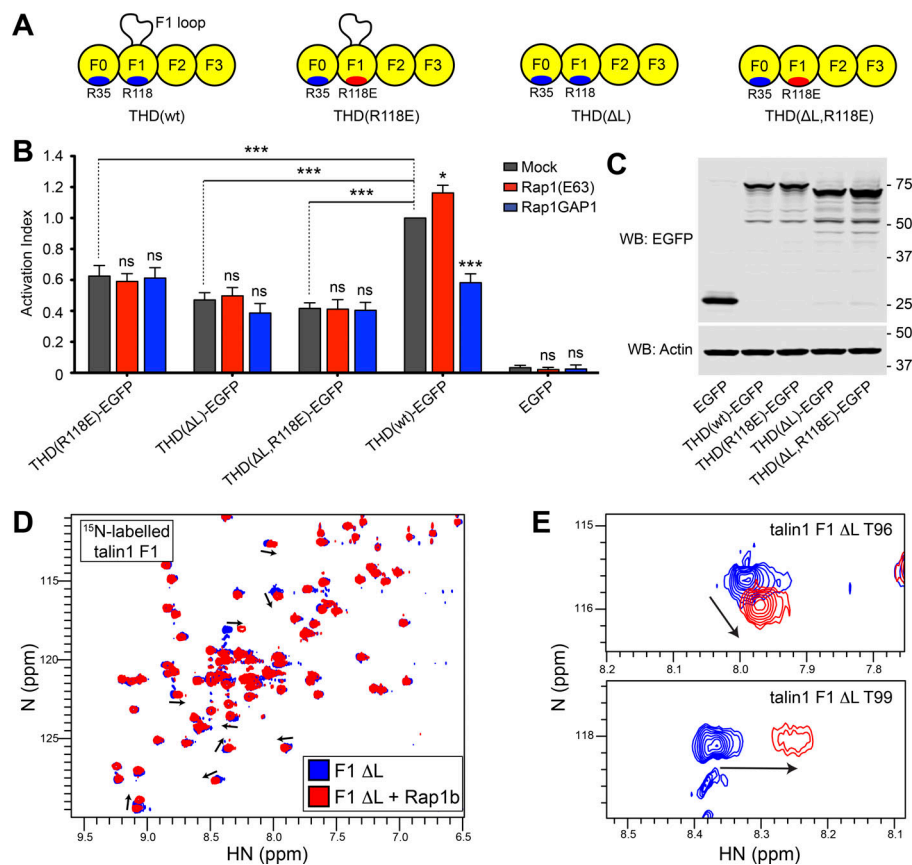 A
F1 loop
F0 F1 F2 F3
R35 R118
THD(wt)
F0 F1 F2 F3
R35 R118E
THD(R118E)
F0 F1 F2 F3
R35 R118
THD(ΔL)
F0 F1 F2 F3
R35 R118E
THD(ΔL,R118E)
B
Activation Index
1.4
1.2
1.0
0.8
0.6
0.4
0.2
0
***
***
***
ns ns
ns ns
ns ns
*
***
ns ns
Mock
Rap1(E63)
Rap1GAP1
THD(R118E)-EGFP
THD(ΔL)-EGFP
THD(ΔL,R118E)-EGFP
THD(wt)-EGFP
EGFP
C
WB: EGFP
- 75
- 50
- 37
- 25
WB: Actin
50
- 37
EGFP
THD(wt)-EGFP
THD(R118E)-EGFP
THD(ΔL)-EGFP
THD(ΔL,R118E)-EGFP
D
15N-labelled
talin1 F1
N (ppm)
115
120
125
F1 ΔL
F1 ΔL + Rap1b
9.5 9.0 8.5 8.0 7.5 7.0 6.5
HN (ppm)
E
talin1 F1 ΔL T96
115
116
8.2 8.1 8.0 7.9 7.8
N (ppm)
talin1 F1 ΔL T99
118
8.5 8.4 8.3 8.2 8.1
HN (ppm)